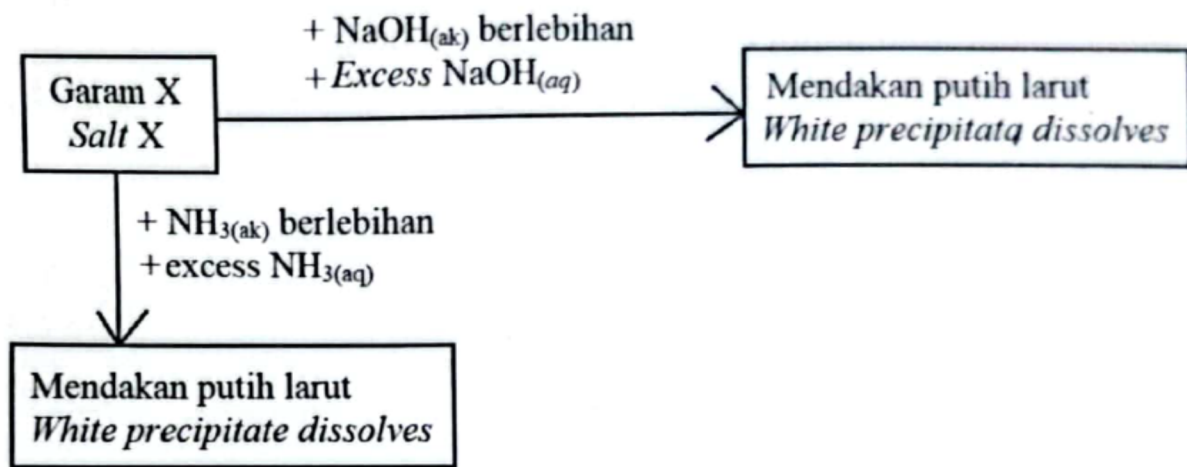 + NaOH(ak) berlebihan
+Excess NaOH(aq)
Garam X
Salt X
Mendakan putih larut
White precipitatq dissolves
+ NH3(ak) berlebihan
+excess NH3(aq)
Mendakan putih larut
White precipitate dissolves